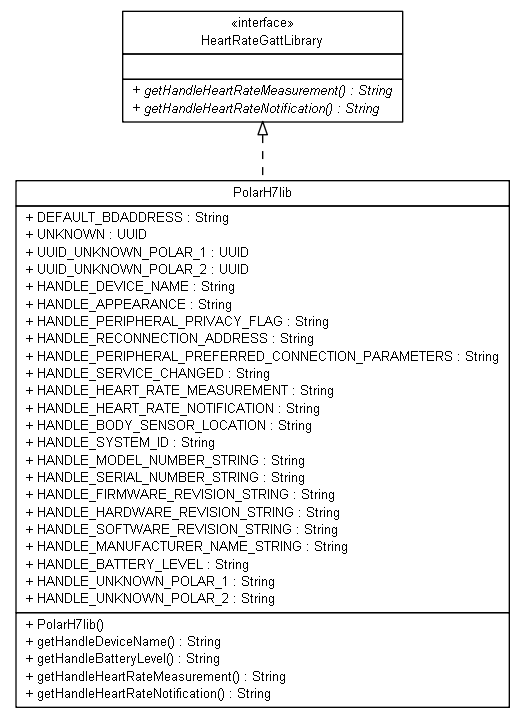 «interface»
HeartRateGattLibrary
+ getHandleHeartRateMeasurement() : String
+ getHandleHeartRateNotification() : String
PolarH7lib
+ DEFAULT_BDADDRESS : String
+ UNKNOWN : UUID
+ UUID_UNKNOWN_POLAR_1 : UUID
+ UUID_UNKNOWN_POLAR_2 : UUID
+ HANDLE_DEVICE_NAME : String
+ HANDLE_APPEARANCE : String
+ HANDLE_PERIPHERAL_PRIVACY_FLAG : String
+ HANDLE_RECONNECTION_ADDRESS : String
+ HANDLE_PERIPHERAL_PREFERRED_CONNECTION_PARAMETERS : String
+ HANDLE_SERVICE_CHANGED : String
+ HANDLE_HEART_RATE_MEASUREMENT : String
+ HANDLE_HEART_RATE_NOTIFICATION : String
+ HANDLE_BODY_SENSOR_LOCATION : String
+ HANDLE_SYSTEM_ID : String
+ HANDLE_MODEL_NUMBER_STRING : String
+ HANDLE_SERIAL_NUMBER_STRING : String
+ HANDLE_FIRMWARE_REVISION_STRING : String
+ HANDLE_HARDWARE_REVISION_STRING : String
+ HANDLE_SOFTWARE_REVISION_STRING : String
+ HANDLE_MANUFACTURER_NAME_STRING : String
+ HANDLE_BATTERY_LEVEL : String
+ HANDLE_UNKNOWN_POLAR_1 : String
+ HANDLE_UNKNOWN_POLAR_2 : String
+ PolarH7lib()
+ getHandleDeviceName() : String
+ getHandleBatteryLevel() : String
+ getHandleHeartRateMeasurement() : String
+ getHandleHeartRateNotification() : String